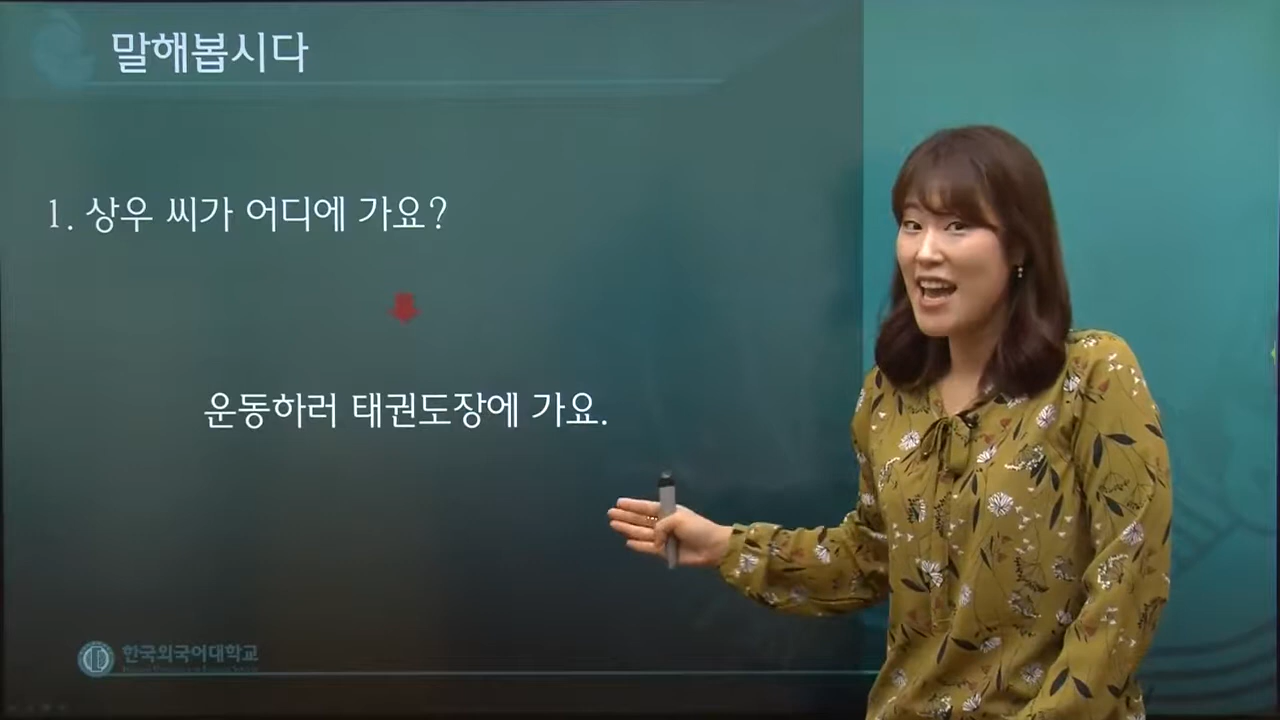 말해봅시다
1. 상우 씨가 어디에 가요?
운동하러 태권도장에 가요.
한국외국어대학교